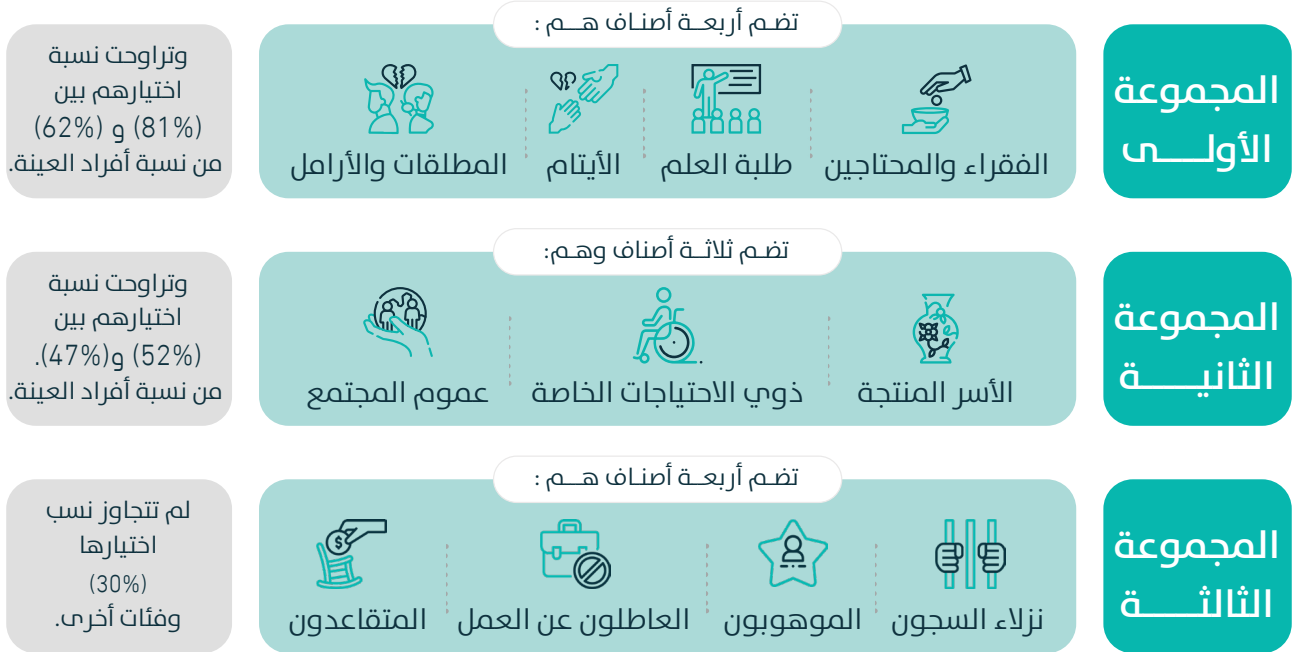 المجموعة
الأولى
تضم أربعة أصناف هم :
الفقراء والمحتاجين
طلبة العلم
الأيتام
المطلقات والأرامل
وتراوحت نسبة
اختيارهم بين
(81%) و (62%)
من نسبة أفراد العينة.
المجموعة
الثانية
تضم ثلاثة أصناف وهم:
الأسر المنتجة
ذوي الاحتياجات الخاصة
عموم المجتمع
وتراوحت نسبة
اختيارهم بين
(52%) و(47%).
من نسبة أفراد العينة.
المجموعة
الثالثة
تضم أربعة أصناف هم :
نزلاء السجون
الموهوبون
العاطلون عن العمل
المتقاعدون
لم تتجاوز نسب
اختيارها
(30%)
وفئات أخرى.